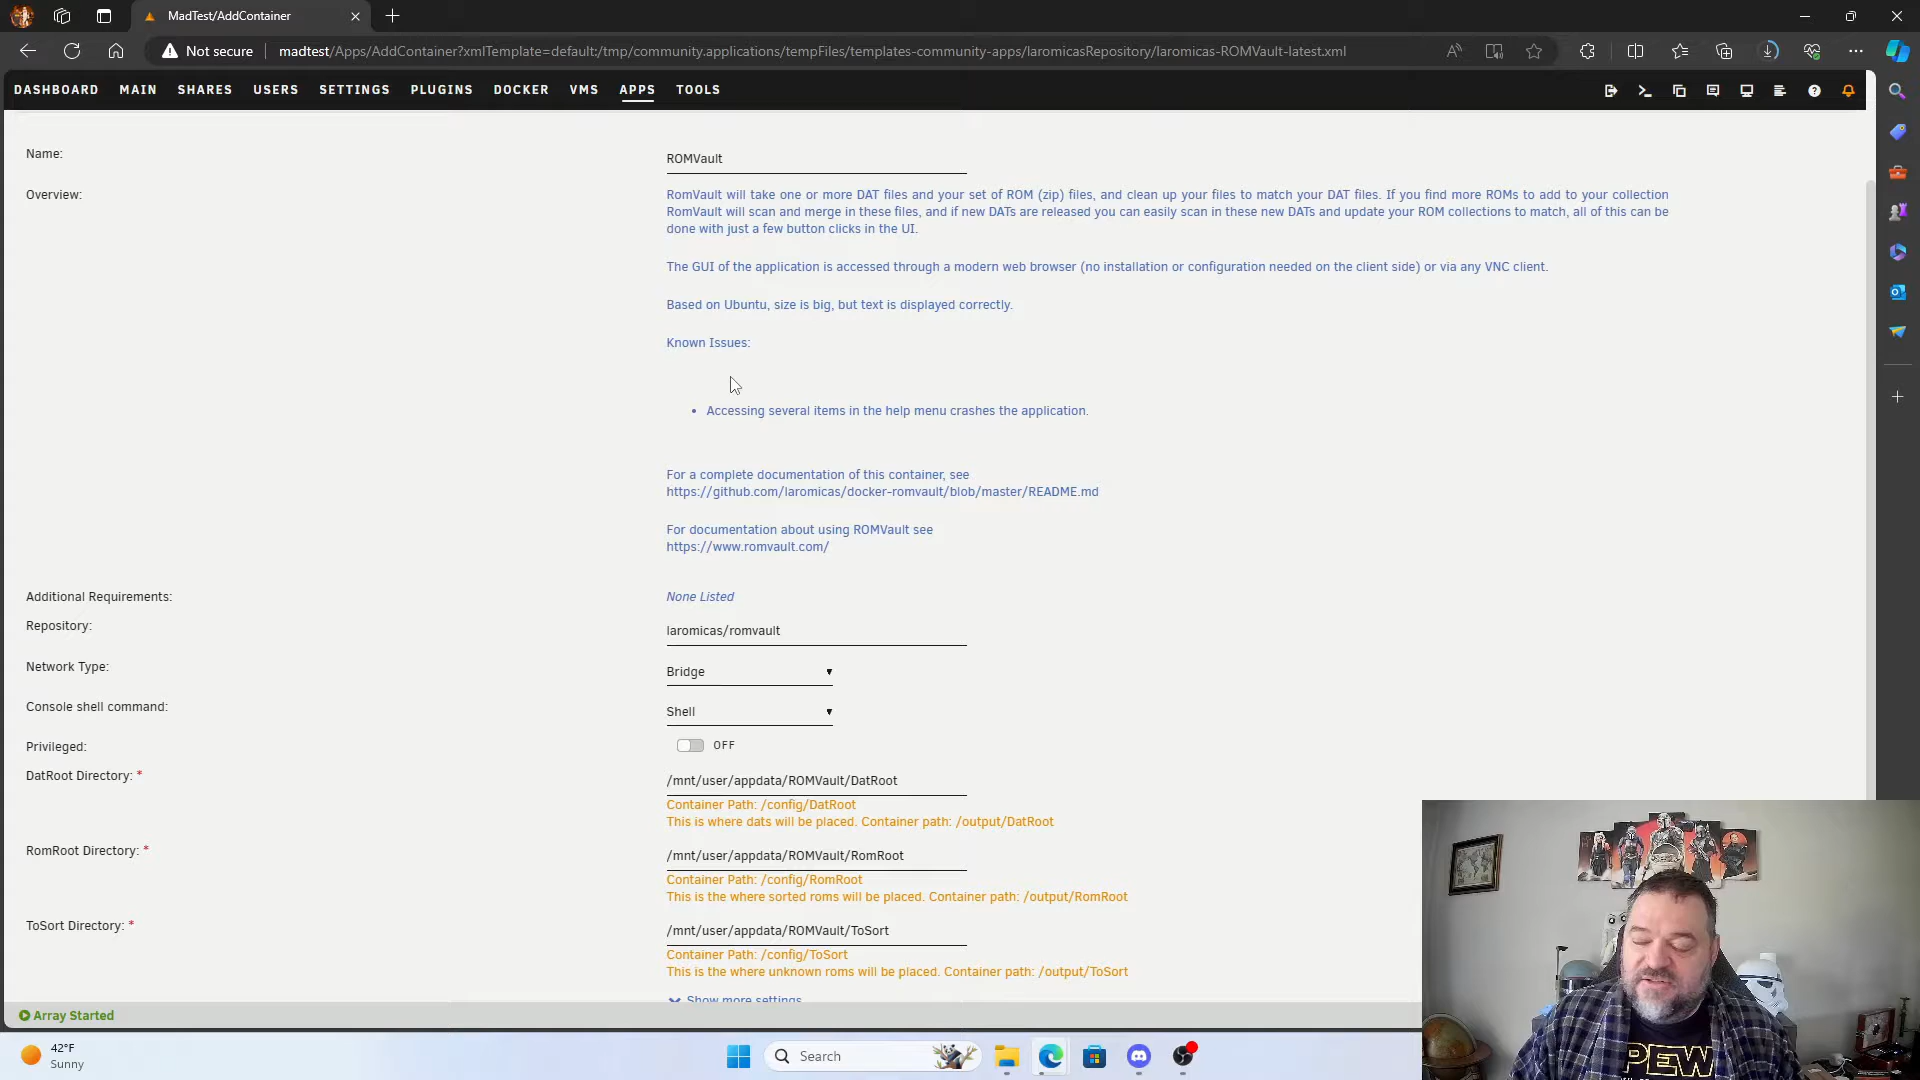 MadTest/AddContainer
Not secure
madtest/Apps/AddContainer?xmlTemplate=default:/tmp/community.applications/tempFiles/templates-community-apps/laromicasRepository/laromicas-ROMVault-latest.xml
DASHBOARD MAIN SHARES USERS SETTINGS PLUGINS DOCKER VMS APPS TOOLS
Name:
ROMVault
Overview:
RomVault will take one or more DAT files and your set of ROM (zip) files, and clean up your files to match your DAT files. If you find more ROMs to add to your collection
RomVault will scan and merge in these files, and if new DATs are released you can easily scan in these new DATs and update your ROM collections to match, all of this can be
done with just a few button clicks in the UI.
The GUI of the application is accessed through a modern web browser (no installation or configuration needed on the client side) or via any VNC client.
Based on Ubuntu, size is big, but text is displayed correctly.
Known Issues:
• Accessing several items in the help menu crashes the application.
For a complete documentation of this container, see
https://github.com/laromicas/docker-romvault/blob/master/README.md
For documentation about using ROMVault see
https://www.romvault.com/
Additional Requirements:
None Listed
Repository:
laromicas/romvault
Network Type:
Bridge
Console shell command:
Shell
Privileged:
OFF
DatRoot Directory: *
/mnt/user/appdata/ROMVault/DatRoot
Container Path: /config/DatRoot
This is where dats will be placed. Container path: /output/DatRoot
RomRoot Directory: *
/mnt/user/appdata/ROMVault/RomRoot
Container Path: /config/RomRoot
This is the where sorted roms will be placed. Container path: /output/RomRoot
ToSort Directory: *
/mnt/user/appdata/ROMVault/ToSort
Container Path: /config/ToSort
This is the where unknown roms will be placed. Container path: /output/ToSort
Show more settings
Array Started
42°F
Sunny
Search
PEW